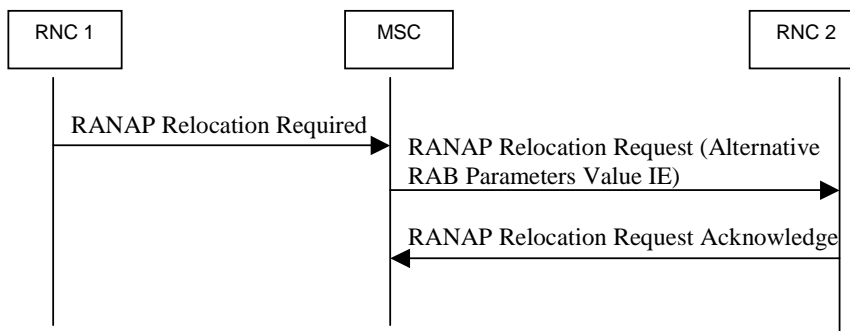 RNC 1
MSC
RNC 2
RANAP Relocation Required
RANAP Relocation Request (Alternative
RAB Parameters Value IE)
RANAP Relocation Request Acknowledge